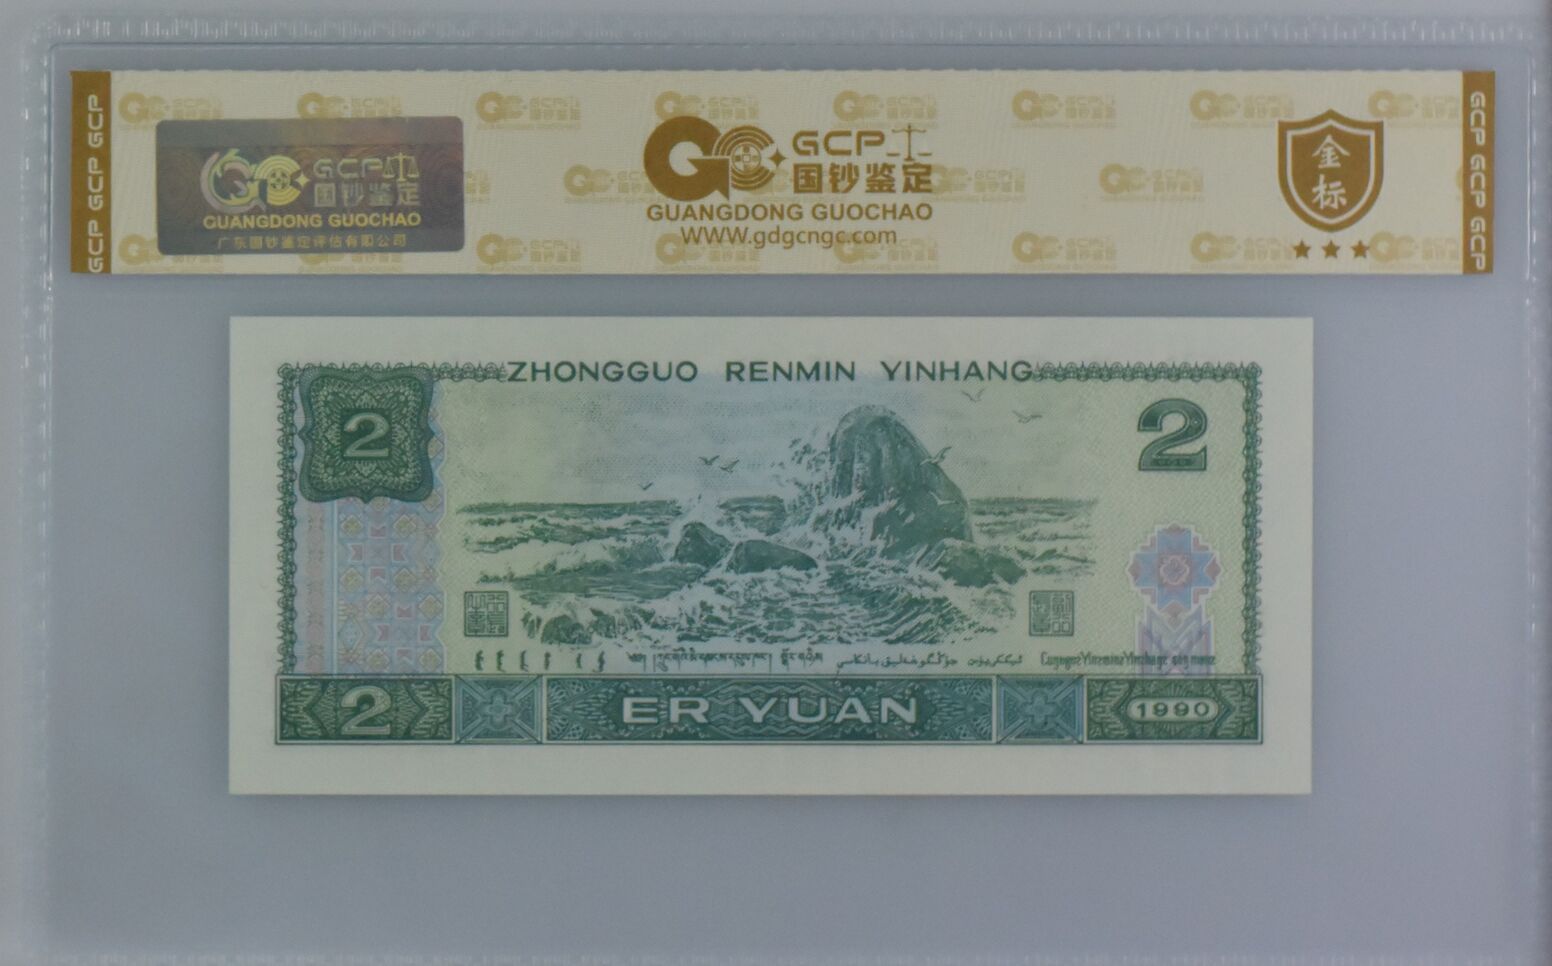 GCP GCP GCP
GCP
国钞鉴定
GUANGDONG GUOCHAO
广东国钞鉴定评估有限公司
GCP
国钞鉴定
GUANGDONG GUOCHAO
WWW.gdgcngc.com
金标
GCP GCP GCP
ZHONGGUO RENMIN YINHANG
2
2
2
ER YUAN
1990